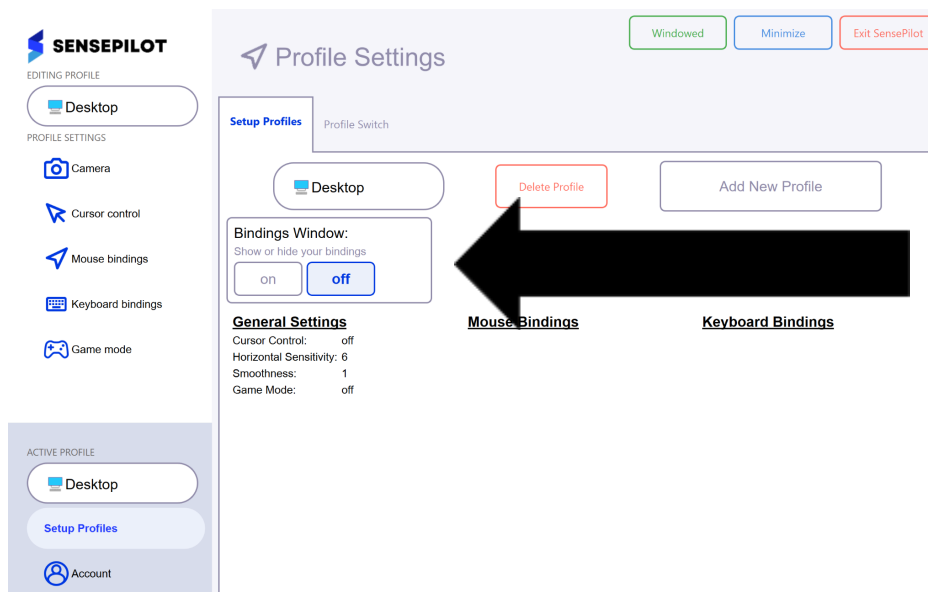 SENSEPILOT
EDITING PROFILE
Desktop
PROFILE SETTINGS
Camera
Cursor control
Mouse bindings
Keyboard bindings
Game mode
ACTIVE PROFILE
Desktop
Setup Profiles
Account
Profile Settings
Windowed
Minimize
Exit SensePilot
Setup Profiles
Profile Switch
Desktop
Delete Profile
Add New Profile
Bindings Window:
Show or hide your bindings
on
off
General Settings
Cursor Control: off
Horizontal Sensitivity: 6
Smoothness: 1
Game Mode: off
Mouse Bindings
Keyboard Bindings